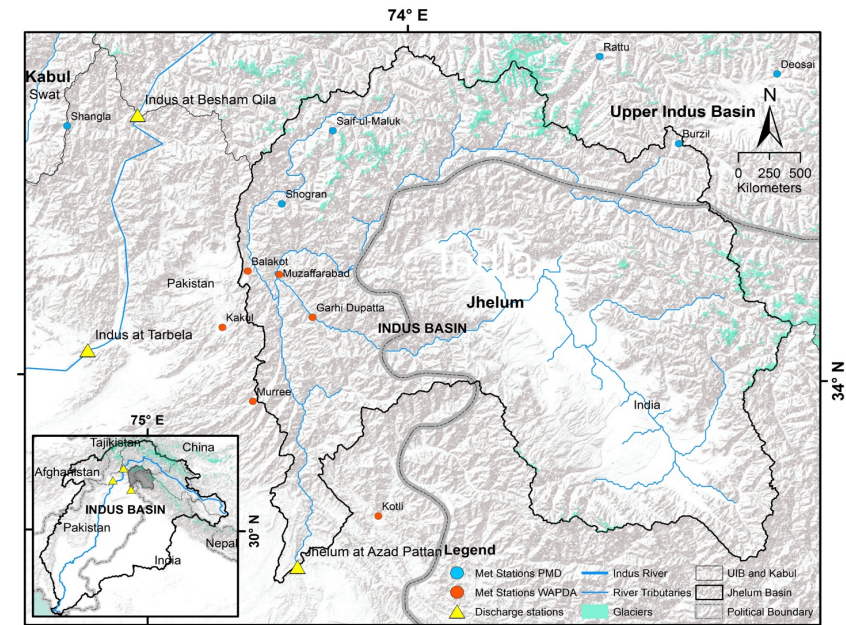 74° E
Rattu
Deosai
Kabul
Swat
Indus at Besham Qila
Upper Indus Basin
N
Shangla
Saif-ul-Maluk
Burzil
0 250 500
Kilometers
Shogran
India
Balakot
Muzaffarabad
Pakistan
Jhelum
Garhi Dupatta
Kakul
INDUS BASIN
Indus at Tarbela
34° N
Murree
India
75° E
Tajikistan
China
Afghanistan
INDUS BASIN
Pakistan
Nepal
India
30° N
Kotli
Jhelum at Azad Pattan
Legend
Met Stations PMD
Indus River
UIB and Kabul
Met Stations WAPDA
River Tributaries
Jhelum Basin
Discharge stations
Glaciers
Political Boundary